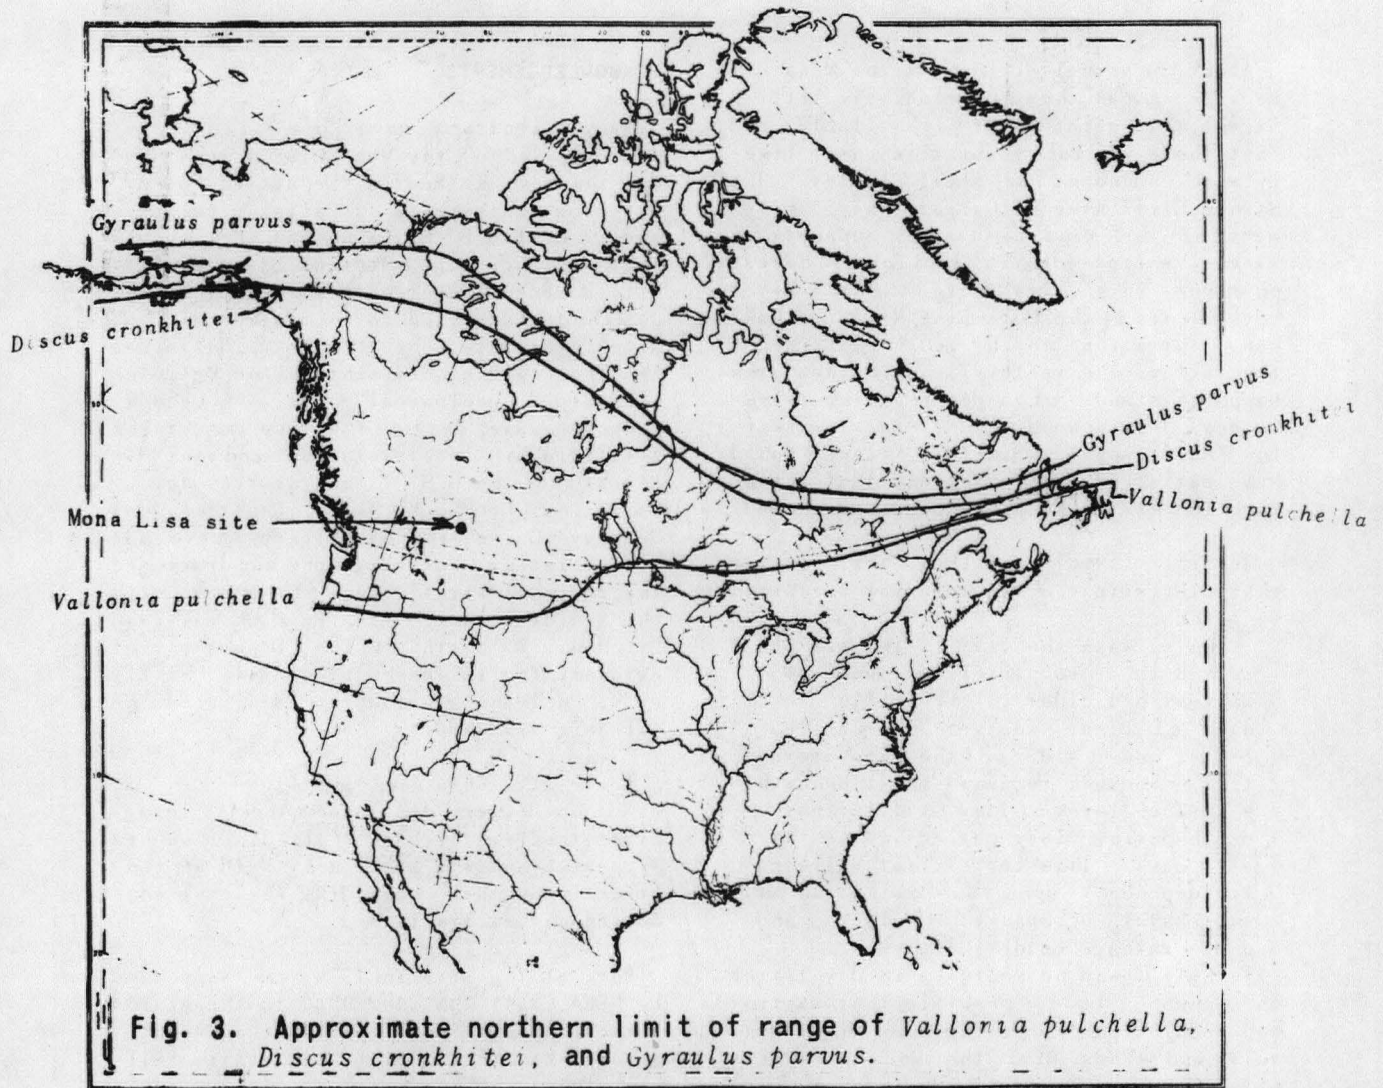 Gyraulus parvus
Discus cronkhitei
Gyraulus parvus
Discus cronkhitei
Vallonia pulchella
Mona Lisa site
Vallonia pulchella
Fig. 3. Approximate northern limit of range of Vallonia pulchella,
Discus cronkhitei, and Gyraulus parvus.